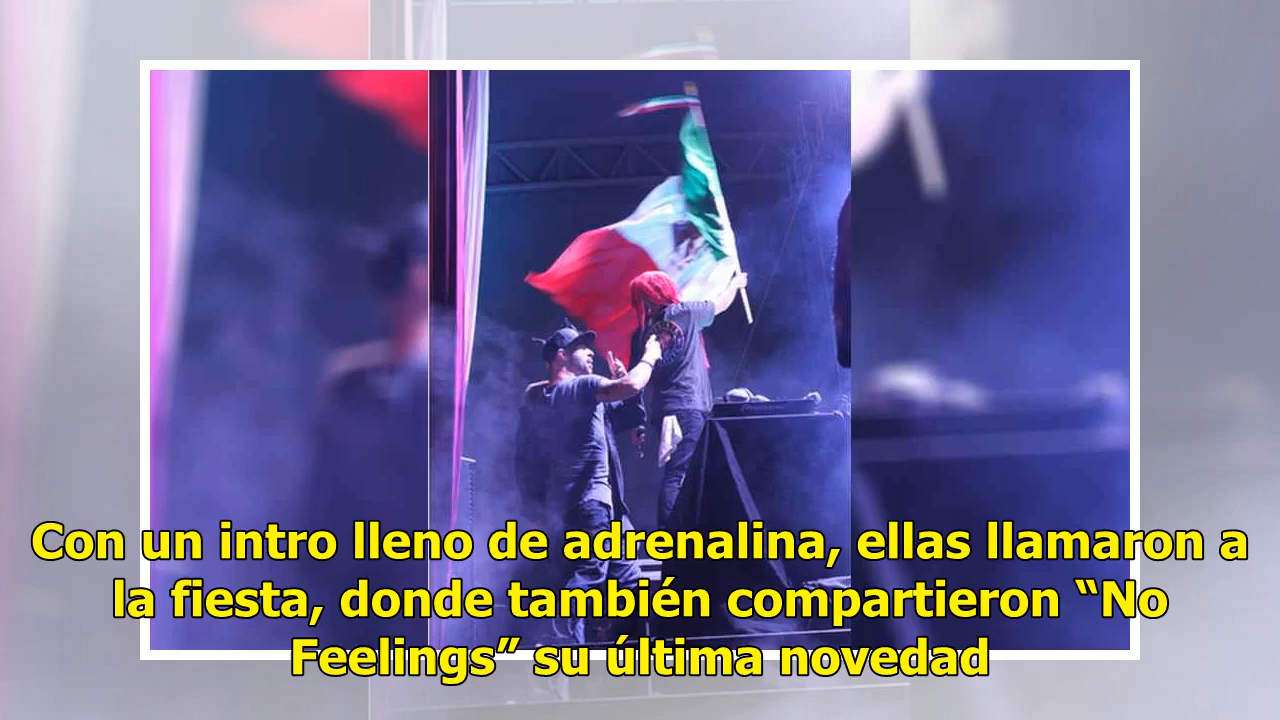 Con un intro lleno de adrenalina, ellas llamaron a
la fiesta, donde también compartieron “No
Feelings” su última novedad